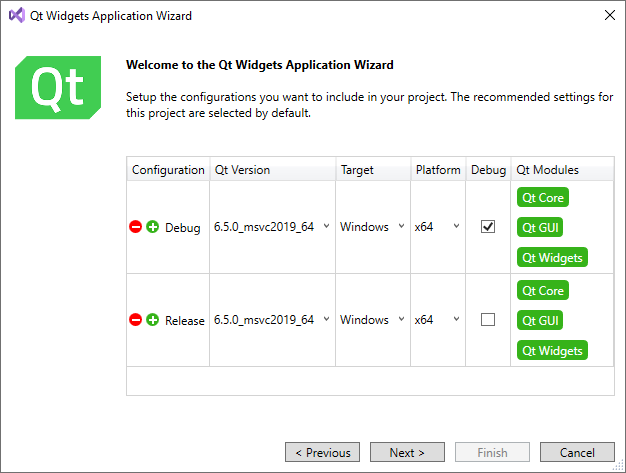 Qt Widgets Application Wizard
Qt
Welcome to the Qt Widgets Application Wizard
Setup the configurations you want to include in your project. The recommended settings for
this project are selected by default.
Configuration Qt Version Target Platform Debug Qt Modules
Qt Core
Debug 6.5.0_msvc2019_64 Windows x64 Qt GUI
Qt Widgets
Qt Core
Release 6.5.0_msvc2019_64 Windows x64 Qt GUI
Qt Widgets
< Previous Next > Finish Cancel